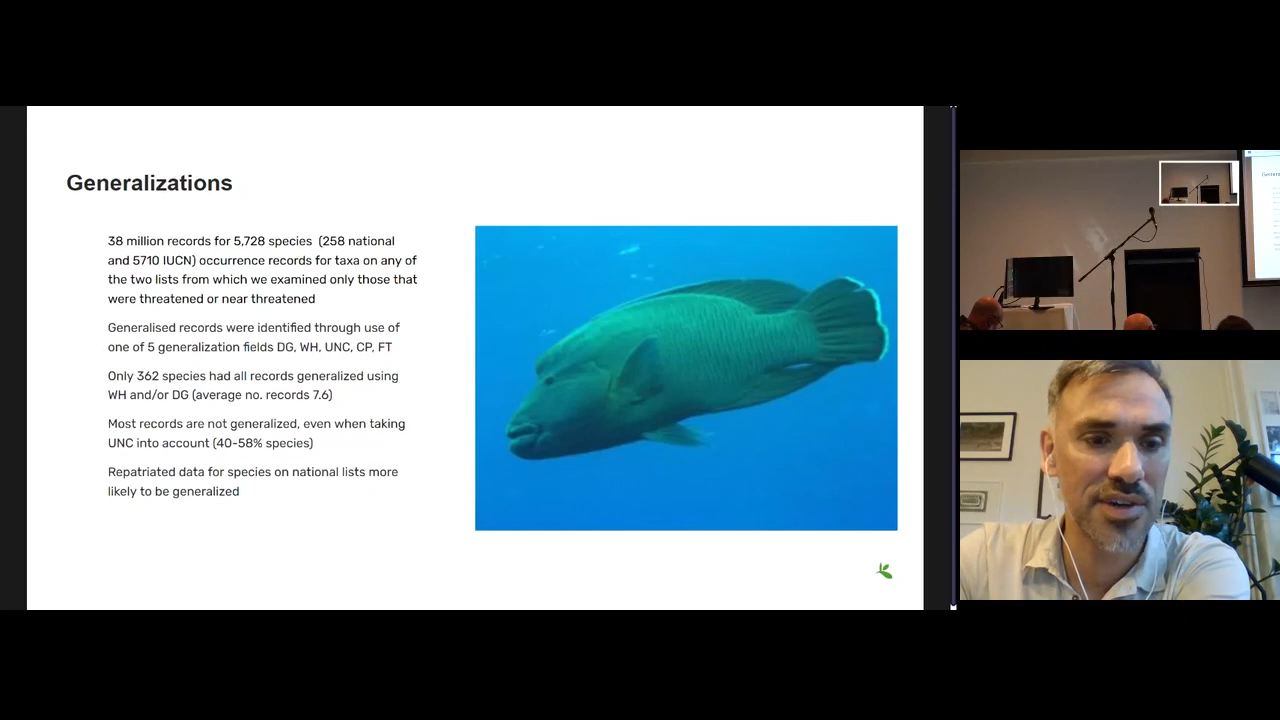 Generalizations
38 million records for 5,728 species (258 national
and 5710 IUCN) occurrence records for taxa on any of
the two lists from which we examined only those that
were threatened or near threatened
Generalised records were identified through use of
one of 5 generalization fields DG, WH, UNC, CP, FT
Only 362 species had all records generalized using
WH and/or DG (average no. records 7.6)
Most records are not generalized, even when taking
UNC into account (40-58% species)
Repatriated data for species on national lists more
likely to be generalized